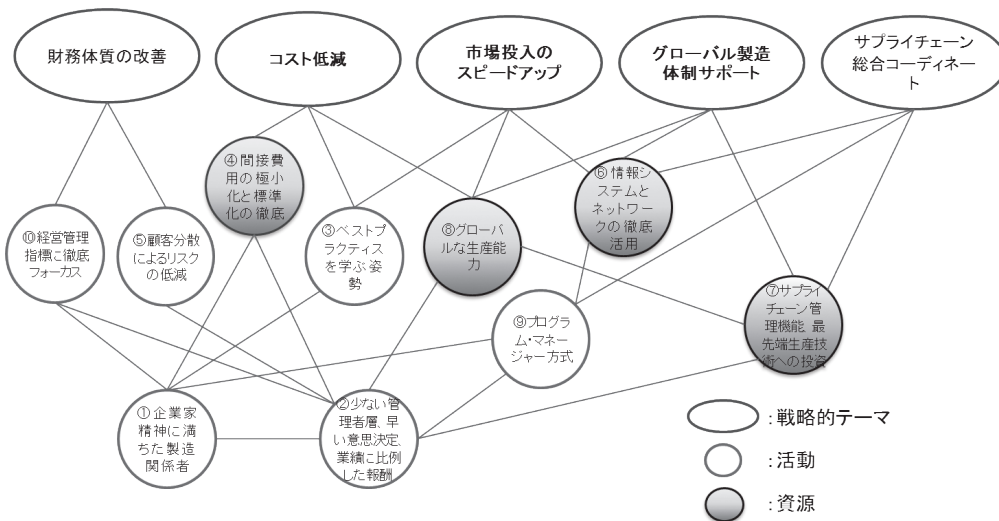 財務体質の改善
コスト低減
市場投入の
スピードアップ
グローバル製造
体制サポート
サプライチェーン
総合コーディネー
ト
④間接費
用の極小
化と標準
化の徹底
⑥情報シ
ステムと
ネットワー
クの徹底
活用
⑩経営管理
指標に徹底
フォーカス
⑤顧客分散
によるリスク
の低減
③ベストプ
ラクティス
を学ぶ姿
勢
⑧グローバ
ルな生産能
力
⑨プログラ
ム・マネー
ジャー方式
⑦サプライ
チェーン管
理機能、最
先端生産技
術への投資
①企業家
精神に満
ちた製造
関係者
②少ない管
理者層、早
い意思決定、
業績に比例
した報酬
：戦略的テーマ
：活動
：資源